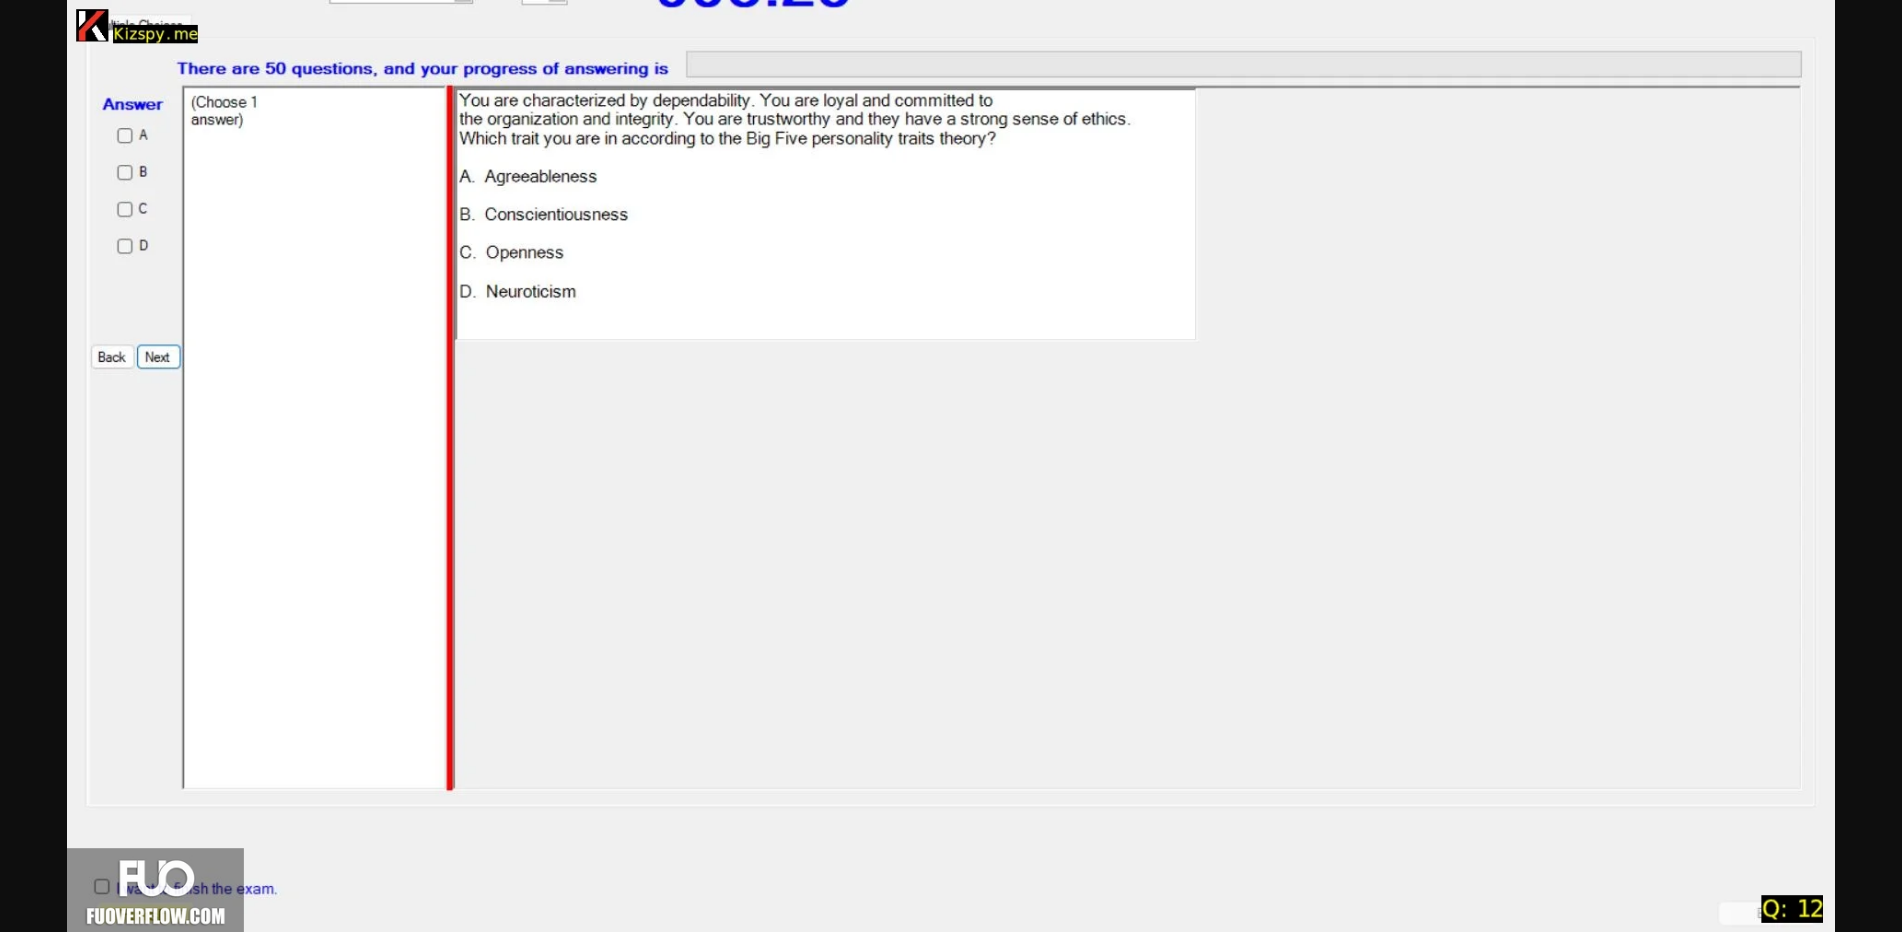 Kizspy.me
There are 50 questions, and your progress of answering is
Answer
A
B
C
D
Back
Next
(Choose 1
answer)
You are characterized by dependability. You are loyal and committed to
the organization and integrity. You are trustworthy and they have a strong sense of ethics.
Which trait you are in according to the Big Five personality traits theory?
A. Agreeableness
B. Conscientiousness
C. Openness
D. Neuroticism
FUO
finish the exam.
FUOVERFLOW.COM
Q: 12